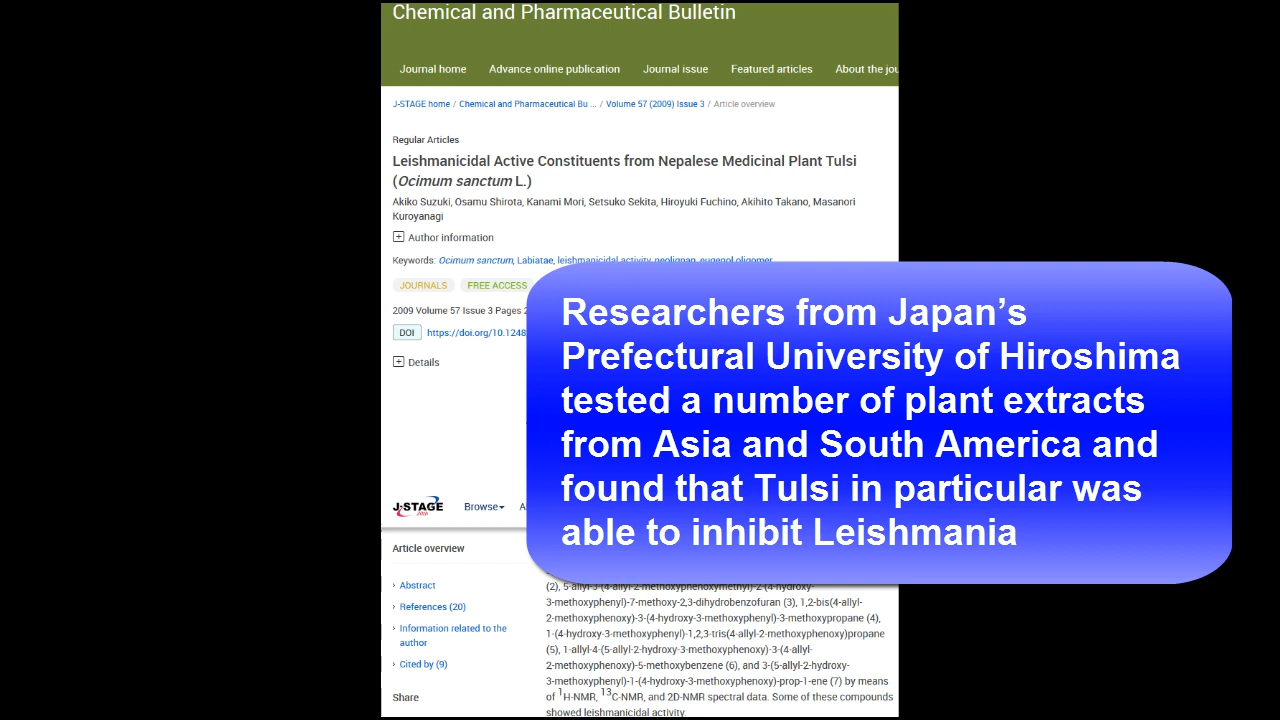 Chemical and Pharmaceutical Bulletin
Journal home Advance online publication Journal issue Featured articles About the jou
J-STAGE home / Chemical and Pharmaceutical Bu ... / Volume 57 (2009) Issue 3 / Article overview
Regular Articles
Leishmanicidal Active Constituents from Nepalese Medicinal Plant Tulsi
(Ocimum sanctum L.)
Akiko Suzuki, Osamu Shirota, Kanami Mori, Setsuko Sekita, Hiroyuki Fuchino, Akihito Takano, Masanori
Kuroyanagi
Author information
Keywords: Ocimum sanctum, Labiatae, leishmanicidal activity, neolignan, eugenol oligomer
JOURNALS FREE ACCESS
2009 Volume 57 Issue 3 Pages 2
DOI https://doi.org/10.1248
Details
Researchers from Japan’s
Prefectural University of Hiroshima
tested a number of plant extracts
from Asia and South America and
found that Tulsi in particular was
able to inhibit Leishmania
J-STAGE Browse
Article overview
Abstract
References (20)
Information related to the
author
Cited by (9)
Share
(2), 5-allyl-3-(4-allyl-2-methoxyphenoxymethyl)-2-(4-hydroxy-
3-methoxyphenyl)-7-methoxy-2,3-dihydrobenzofuran (3), 1,2-bis(4-allyl-
2-methoxyphenoxy)-3-(4-hydroxy-3-methoxyphenyl)-3-methoxypropane (4),
1-(4-hydroxy-3-methoxyphenyl)-1,2,3-tris(4-allyl-2-methoxyphenoxy)propane
(5), 1-allyl-4-(5-allyl-2-hydroxy-3-methoxyphenoxy)-3-(4-allyl-
2-methoxyphenoxy)-5-methoxybenzene (6), and 3-(5-allyl-2-hydroxy-
3-methoxyphenyl)-1-(4-hydroxy-3-methoxyphenoxy)-prop-1-ene (7) by means
of 1H-NMR, 13C-NMR, and 2D-NMR spectral data. Some of these compounds
showed leishmanicidal activity.